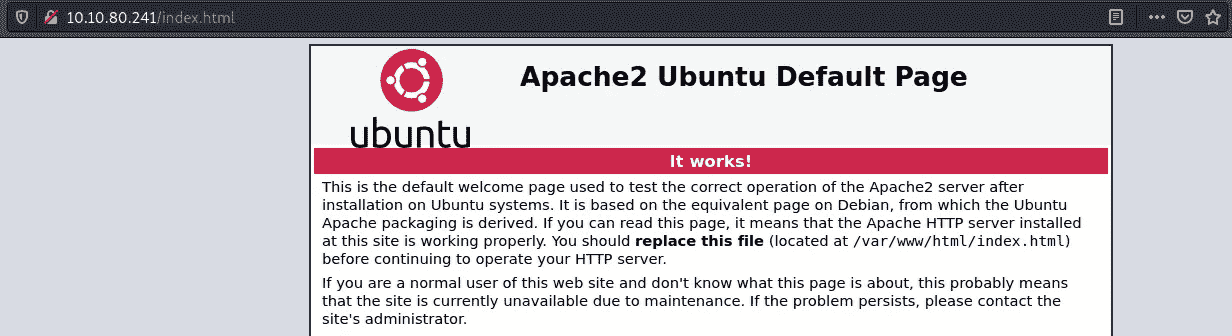 10.10.80.241/index.html
ubuntu
Apache2 Ubuntu Default Page
It works!
This is the default welcome page used to test the correct operation of the Apache2 server after
installation on Ubuntu systems. It is based on the equivalent page on Debian, from which the Ubuntu
Apache packaging is derived. If you can read this page, it means that the Apache HTTP server installed
at this site is working properly. You should replace this file (located at /var/www/html/index.html)
before continuing to operate your HTTP server.
If you are a normal user of this web site and don't know what this page is about, this probably means
that the site is currently unavailable due to maintenance. If the problem persists, please contact the
site's administrator.